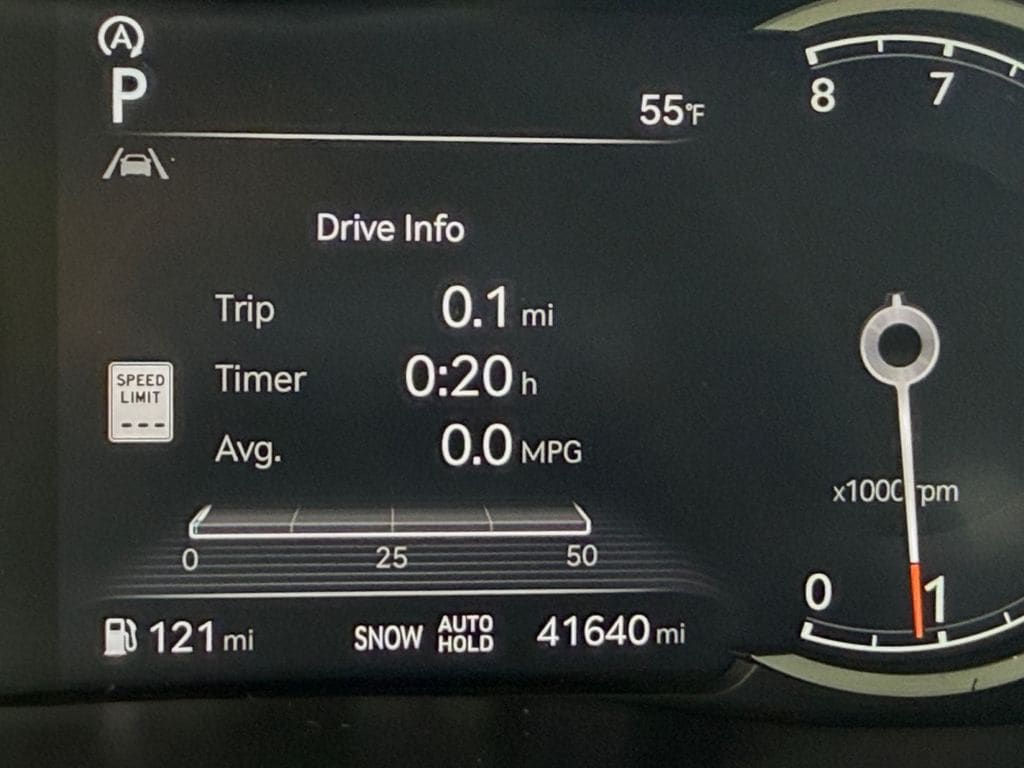 A
P
55°F
Drive Info
Trip 0.1 mi
Timer 0:20 h
Avg. 0.0 MPG
SPEED
LIMIT
---
0 25 50
121 mi
SNOW
AUTO
HOLD
41640 mi
8 7
x1000 rpm
0 1